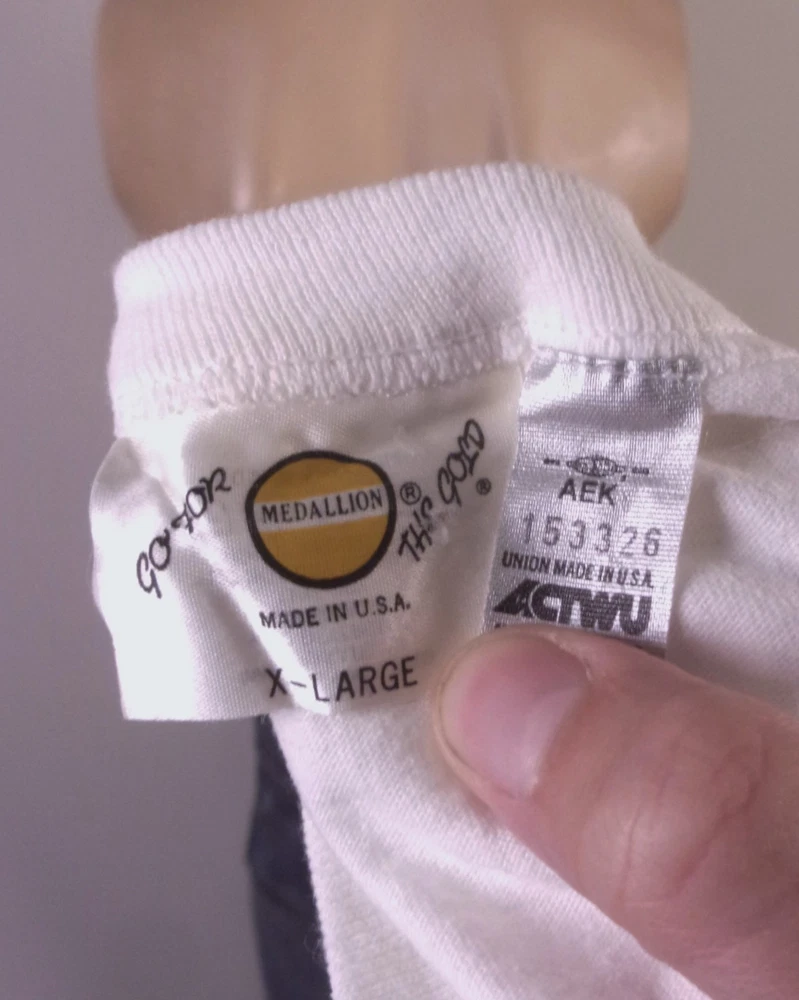 GO FOR
MEDALLION ®
THE GOLD ®
MADE IN U.S.A.
X-LARGE
AEK
153326
UNION MADE IN U.S.A.
ACTWU